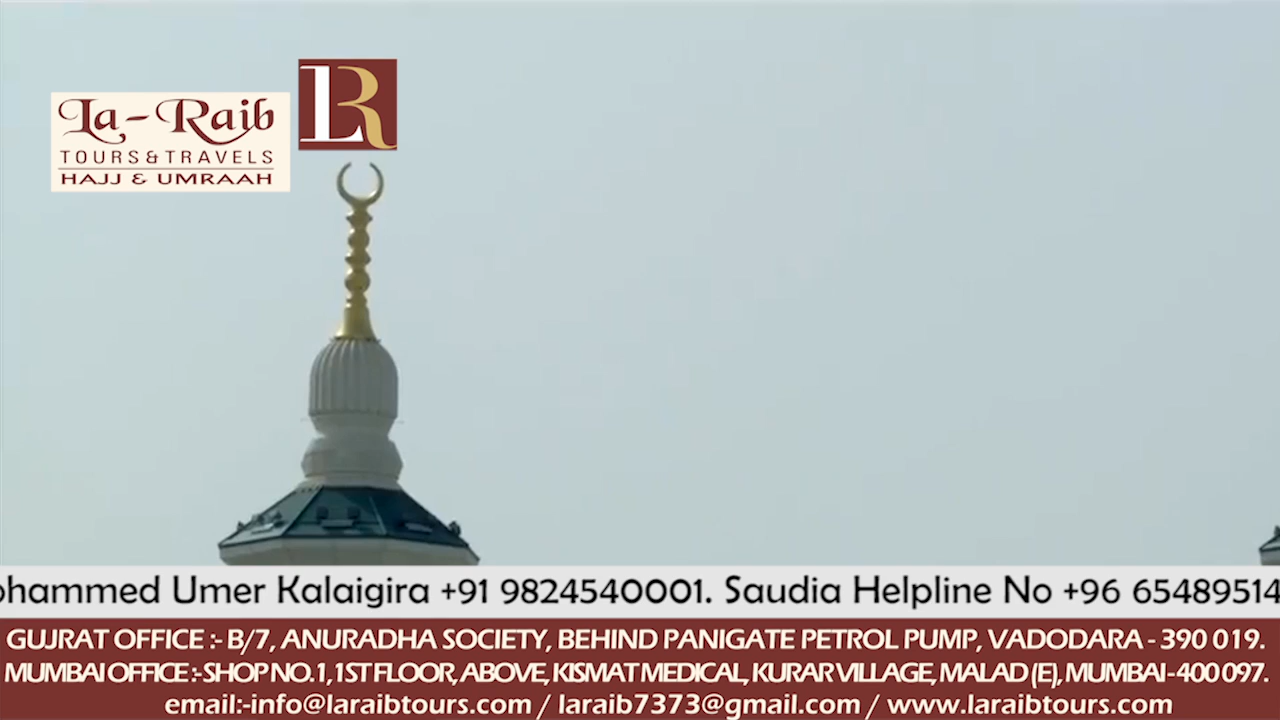 La-Raib
TOURS & TRAVELS
HAJJ & UMRAAH
LR
Umer Kalaigira +91 9824540001. Saudia Helpline No +96 65489514
GUJRAT OFFICE :- B/7, ANURADHA SOCIETY, BEHIND PANIGATE PETROL PUMP, VADODARA - 390 019.
MUMBAI OFFICE :- SHOP NO. 1, 1ST FLOOR, ABOVE, KISMAT MEDICAL, KURAR VILLAGE, MALAD (E), MUMBAI - 400 097.
email:-info@laraibtours.com / laraib7373@gmail.com / www.laraibtours.com